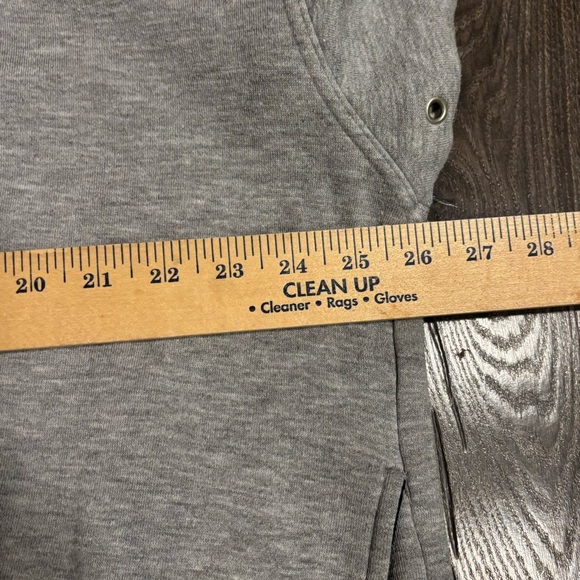 20 21 22 23 24 25 26 27 28
CLEAN UP
• Cleaner • Rags • Gloves